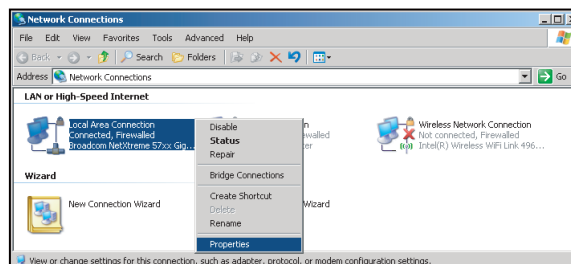 Network Connections
File Edit View Favorites Tools Advanced Help
Back Search Folders
Address Network Connections Go
LAN or High-Speed Internet
Local Area Connection
Connected, Firewalled
Broadcom NetXtreme 57xx Gig...
Disable
Status
Repair
Bridge Connections
Create Shortcut
Delete
Rename
Properties
n
ewalled
ter
Wireless Network Connection
Not connected, Firewalled
Intel(R) Wireless WiFi Link 496...
Wizard
New Connection Wizard
Wizard
View or change settings for this connection, such as adapter, protocol, or modem configuration settings.